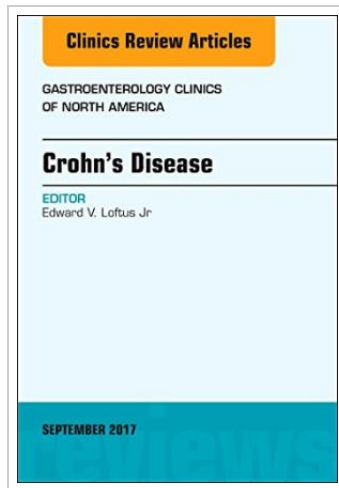 Clinics Review Articles
GASTROENTEROLOGY CLINICS
OF NORTH AMERICA
Crohn's Disease
EDITOR
Edward V. Loftus Jr
SEPTEMBER 2017
reviews